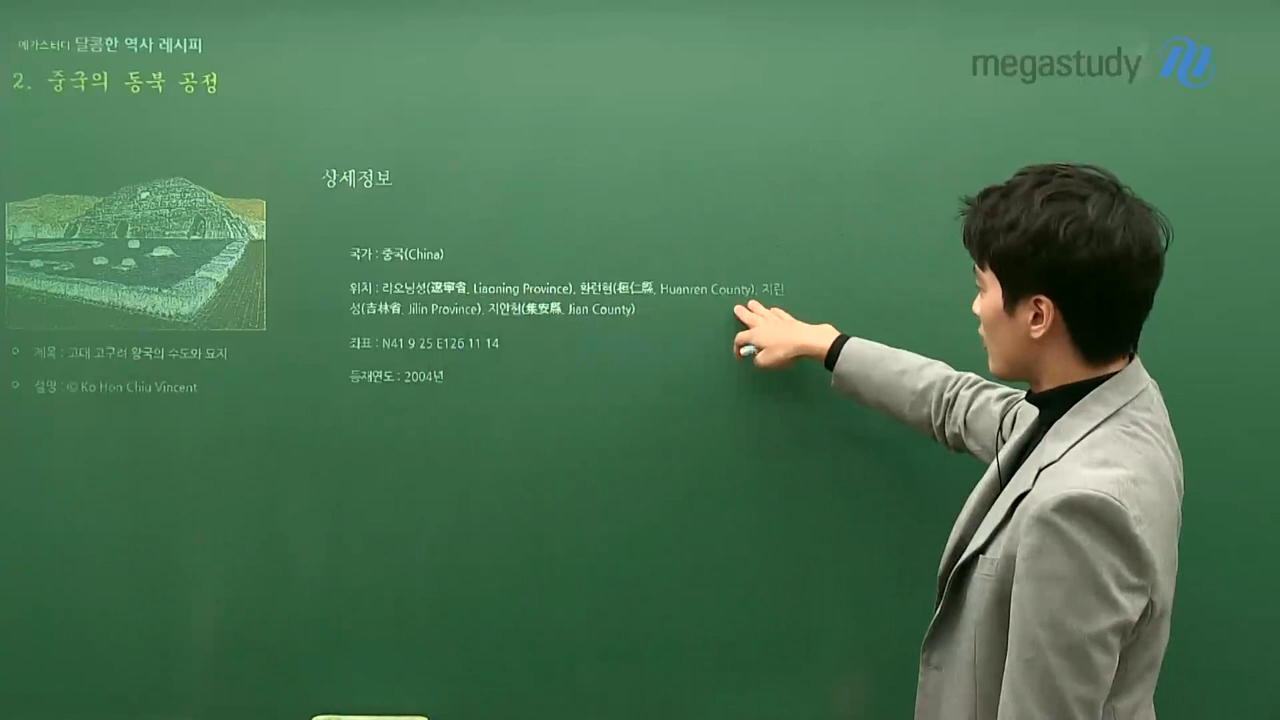 메가스터디 달콤한 역사 레시피
megastudy
2. 중국의 동북 공정
상세정보
국가 : 중국(China)
위치 : 랴오닝성(遼寧省, Liaoning Province), 환런현(桓仁縣, Huanren County), 지린
성(吉林省, Jilin Province), 지안현(集安縣, Jian County)
좌표 : N41 9 25 E126 11 14
등재연도 : 2004년
제목 : 고대 고구려 왕국의 수도와 묘지
설명 : © Ko Hon Chiu Vincent